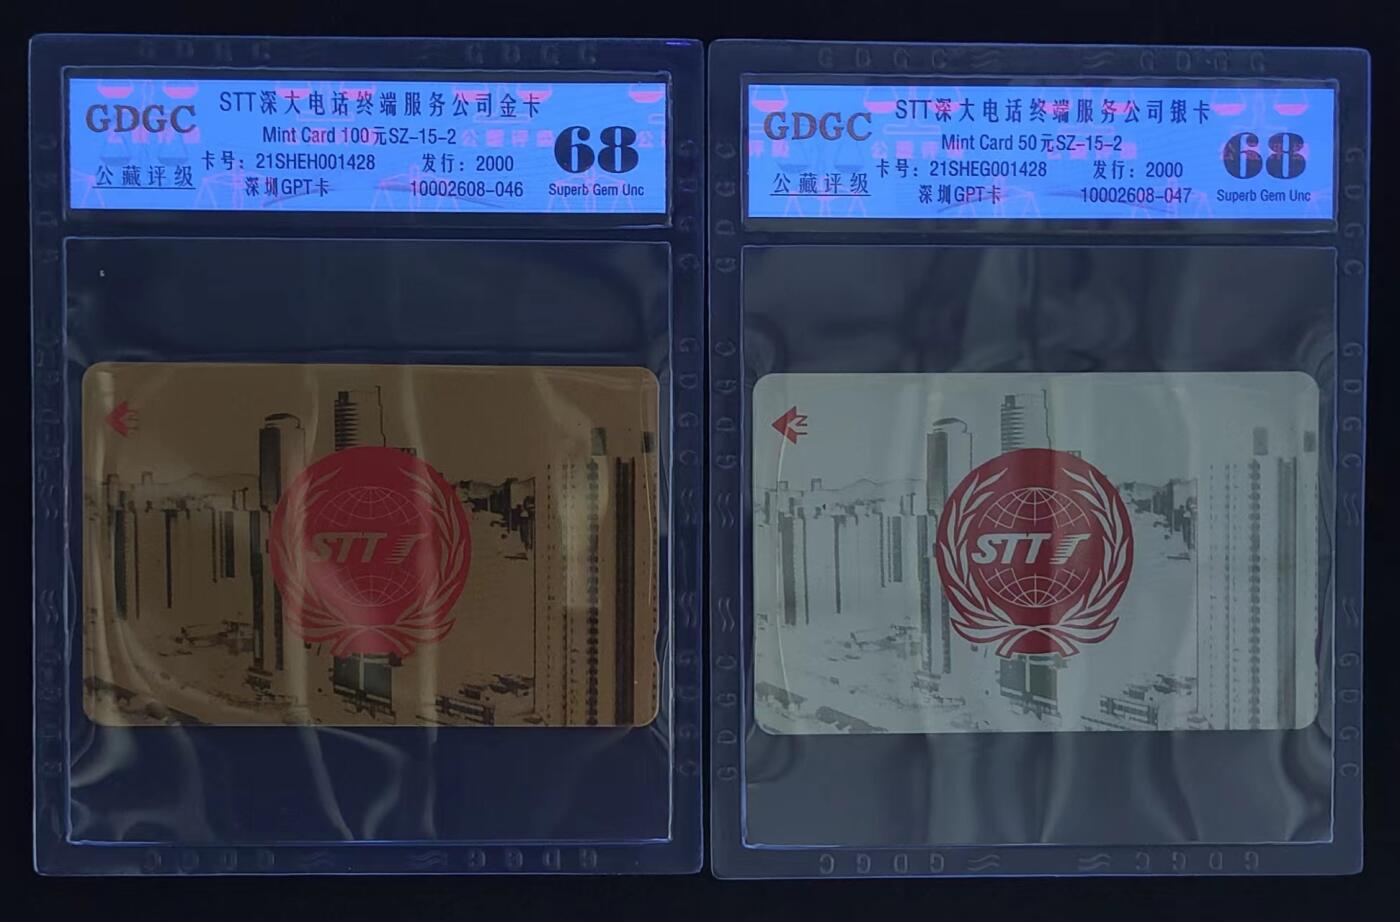 GDGC
公藏评级
STT深大电话终端服务公司金卡
Mint Card 100元SZ-15-2
卡号：21SHEH001428 发行：2000
深圳GPT卡 10002608-046
68
Superb Gem Unc
STT
GDGC
公藏评级
STT深大电话终端服务公司银卡
Mint Card 50元SZ-15-2
卡号：21SHEG001428 发行：2000
深圳GPT卡 10002608-047
68
Superb Gem Unc
STT